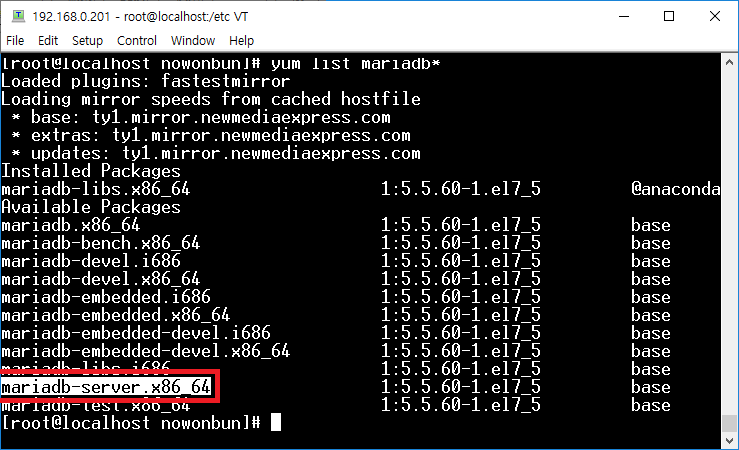 192.168.0.201 - root@localhost:/etc VT
File Edit Setup Control Window Help
[root@localhost nowonbun]# yum list mariadb*
Loaded plugins: fastestmirror
Loading mirror speeds from cached hostfile
* base: ty1.mirror.newmediaexpress.com
* extras: ty1.mirror.newmediaexpress.com
* updates: ty1.mirror.newmediaexpress.com
Installed Packages
mariadb-libs.x86_64 1:5.5.60-1.el7_5 @anaconda
Available Packages
mariadb.x86_64 1:5.5.60-1.el7_5 base
mariadb-bench.x86_64 1:5.5.60-1.el7_5 base
mariadb-devel.i686 1:5.5.60-1.el7_5 base
mariadb-devel.x86_64 1:5.5.60-1.el7_5 base
mariadb-embedded.i686 1:5.5.60-1.el7_5 base
mariadb-embedded.x86_64 1:5.5.60-1.el7_5 base
mariadb-embedded-devel.i686 1:5.5.60-1.el7_5 base
mariadb-embedded-devel.x86_64 1:5.5.60-1.el7_5 base
mariadb-libs.i686 1:5.5.60-1.el7_5 base
mariadb-server.x86_64 1:5.5.60-1.el7_5 base
mariadb-test.x86_64 1:5.5.60-1.el7_5 base
[root@localhost nowonbun]#